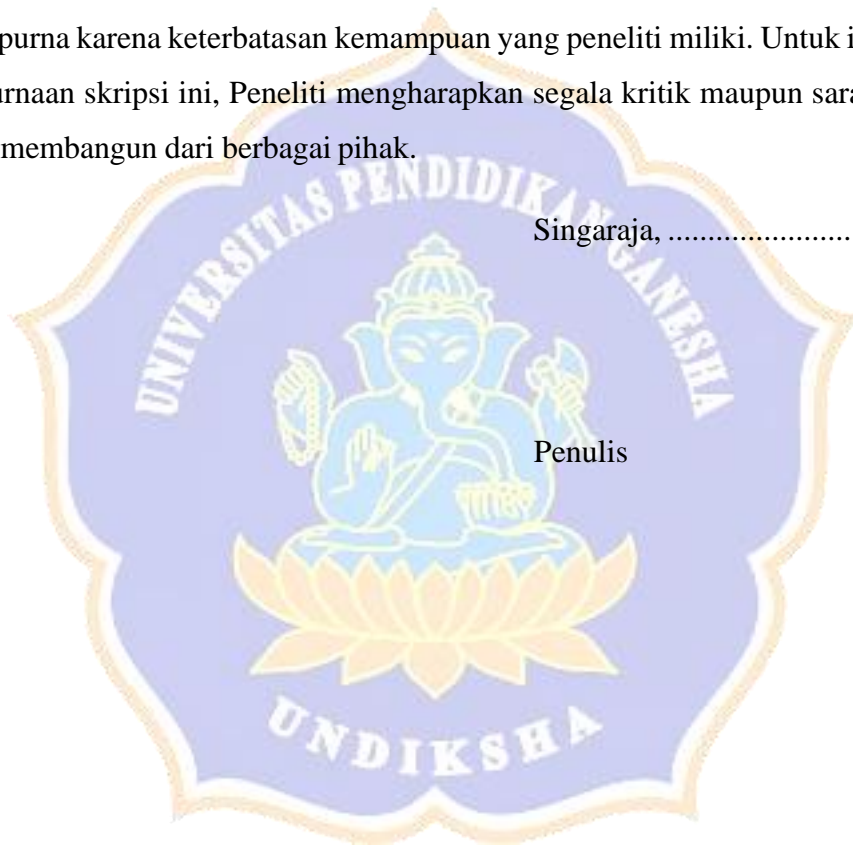 purna karena keterbatasan kemampuan yang peneliti miliki. Untuk i
urnaan skripsi ini, Peneliti mengharapkan segala kritik maupun sara
membangun dari berbagai pihak.
UNIVERSITAS PENDIDIKAN GANESHA
Singaraja, .......................
Penulis
UNDIKSHA